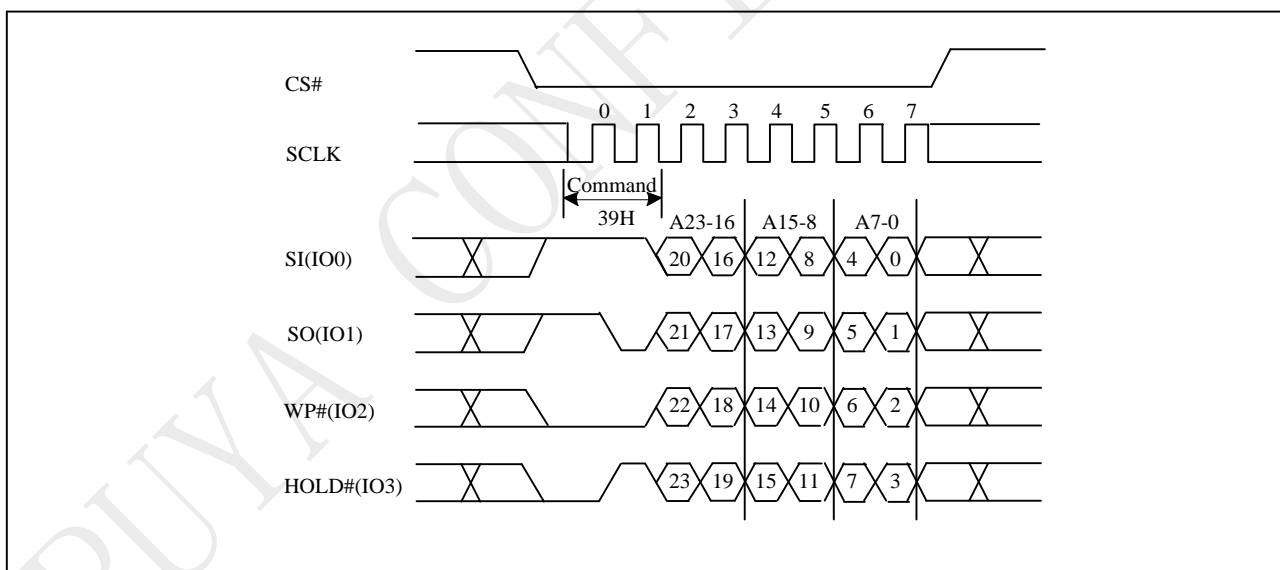 PUYA CONF
CS#
0 1 2 3 4 5 6 7
SCLK
Command
39H
A23-16 A15-8 A7-0
SI(IO0) 20 16 12 8 4 0
SO(IO1) 21 17 13 9 5 1
WP#(IO2) 22 18 14 10 6 2
HOLD#(IO3) 23 19 15 11 7 3